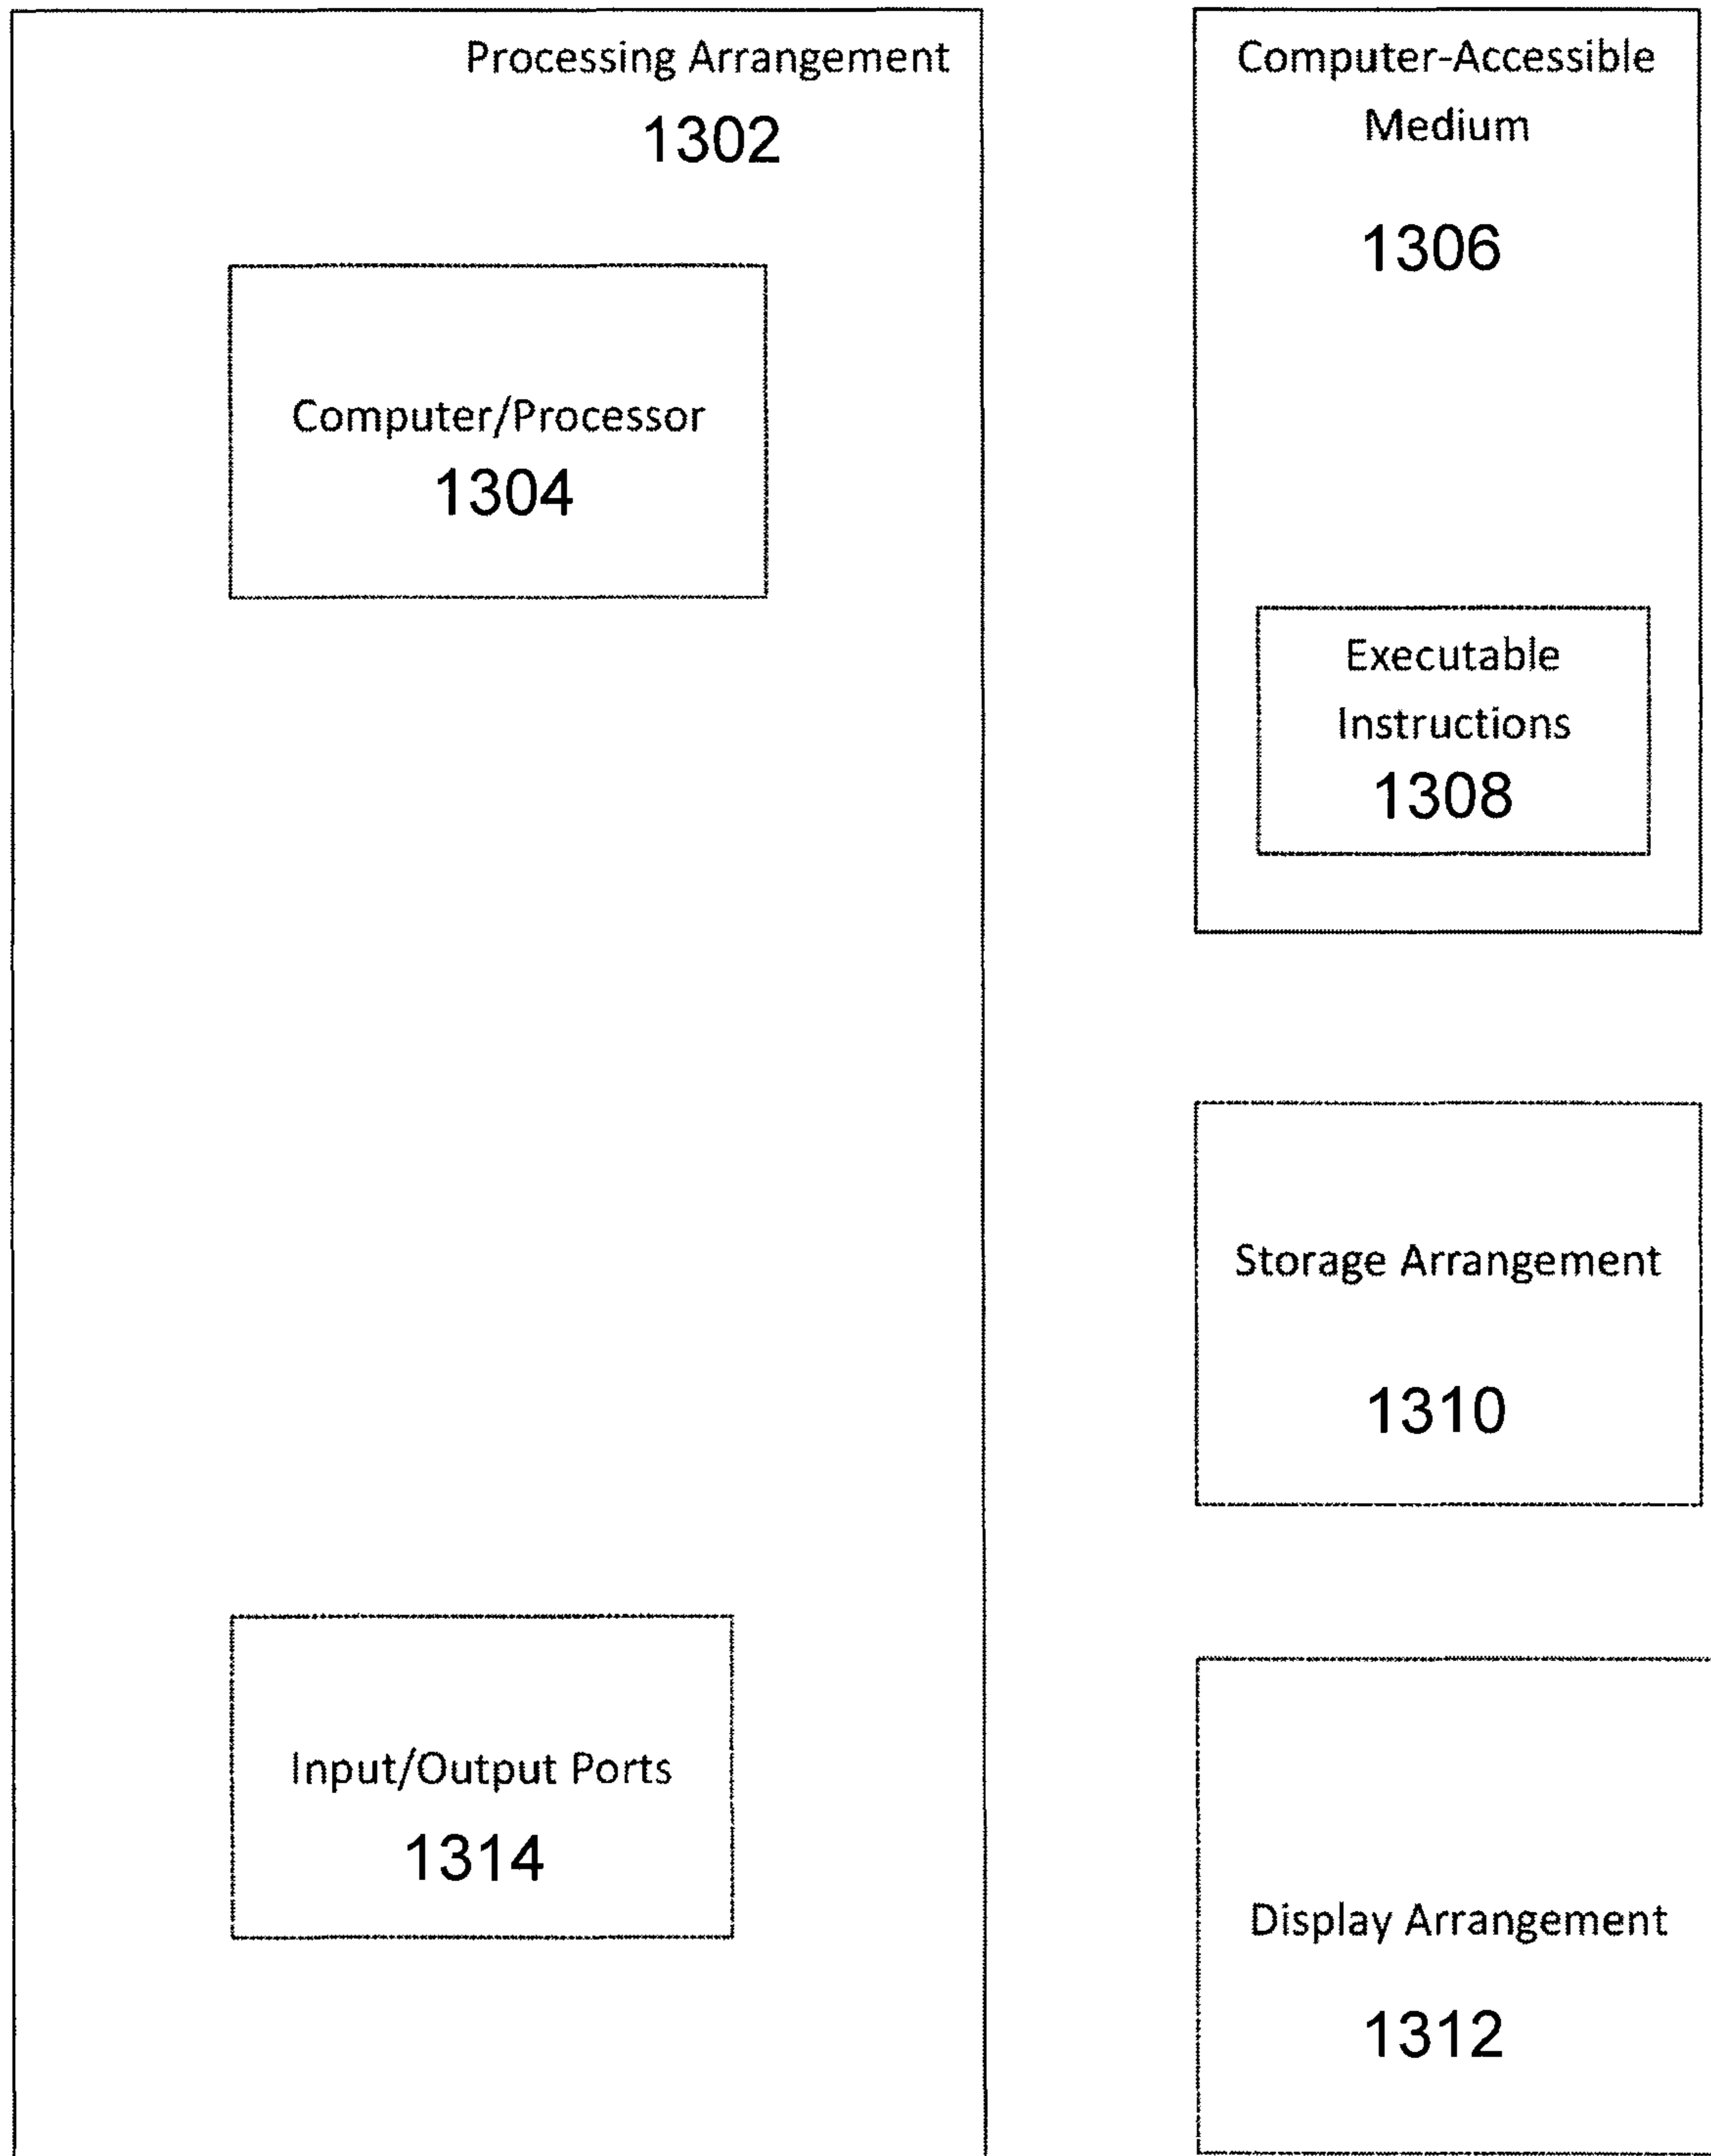 Processing Arrangement
1302
Computer/Processor
1304
Input/Output Ports
1314
Computer-Accessible
Medium
1306
Executable
Instructions
1308
Storage Arrangement
1310
Display Arrangement
1312